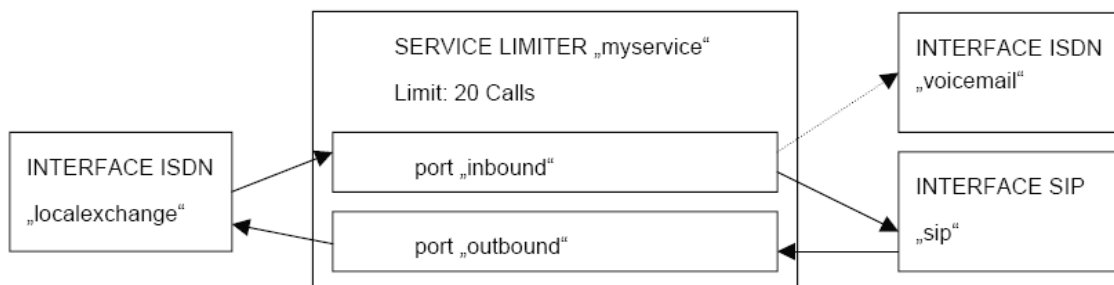 INTERFACE ISDN
„localexchange“
SERVICE LIMITER „myservice“
Limit: 20 Calls
port „inbound“
port „outbound“
INTERFACE ISDN
„voicemail“
INTERFACE SIP
„sip“